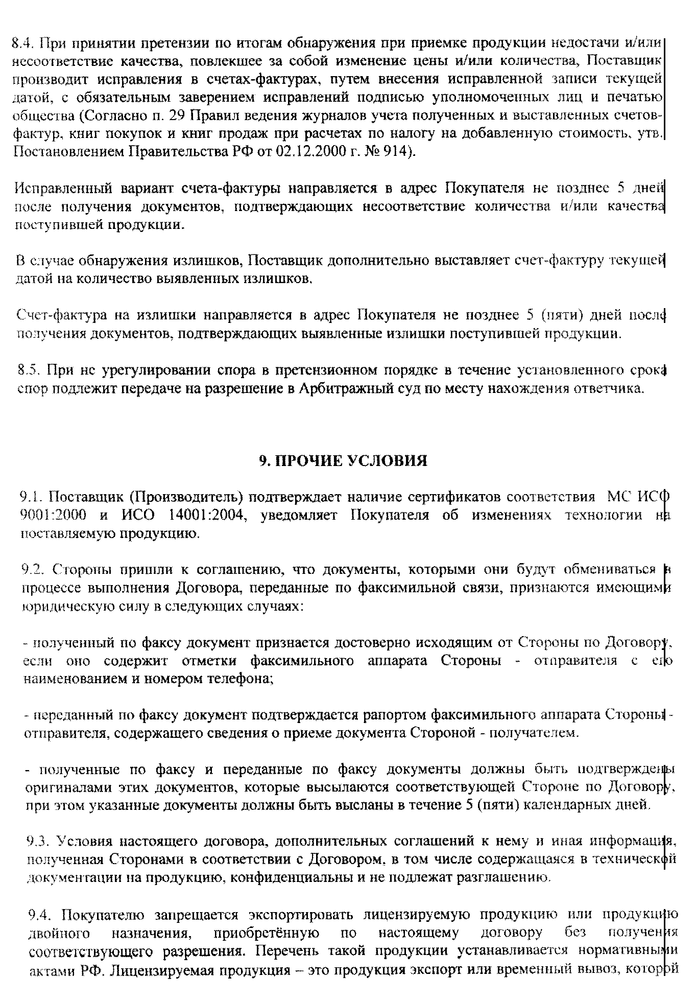 8.4. При принятии претензии по итогам обнаружения при приемке продукции недостачи и/или
несоответствие качества, повлекшее за собой изменение цены и/или количества, Поставщик
производит исправления в счетах-фактурах, путем внесения исправленной записи текущей
датой, с обязательным заверением исправлений подписью уполномоченных лиц и печатью
общества (Согласно п. 29 Правил ведения журналов учета полученных и выставленных счетов-
фактур, книг покупок и книг продаж при расчетах по налогу на добавленную стоимость, утв.
Постановлением Правительства РФ от 02.12.2000 г. № 914).
Исправленный вариант счета-фактуры направляется в адрес Покупателя не позднее 5 дней
после получения документов, подтверждающих несоответствие количества и/или качества
поступившей продукции.
В случае обнаружения излишков, Поставщик дополнительно выставляет счет-фактуру текущей
датой на количество выявленных излишков.
Счет-фактура на излишки направляется в адрес Покупателя не позднее 5 (пяти) дней после
получения документов, подтверждающих выявленные излишки поступившей продукции.
8.5. При не урегулировании спора в претензионном порядке в течение установленного срока
спор подлежит передаче на разрешение в Арбитражный суд по месту нахождения ответчика.
9. ПРОЧИЕ УСЛОВИЯ
9.1. Поставщик (Производитель) подтверждает наличие сертификатов соответствия МС ИСО
9001:2000 и ИСО 14001:2004, уведомляет Покупателя об изменениях технологии на
поставляемую продукцию.
9.2. Стороны пришли к соглашению, что документы, которыми они будут обмениваться в
процессе выполнения Договора, переданные по факсимильной связи, признаются имеющими
юридическую силу в следующих случаях:
- полученный по факсу документ признается достоверно исходящим от Стороны по Договору,
если оно содержит отметки факсимильного аппарата Стороны - отправителя с его
наименованием и номером телефона;
- переданный по факсу документ подтверждается рапортом факсимильного аппарата Стороны -
отправителя, содержащего сведения о приеме документа Стороной - получателем.
- полученные по факсу и переданные по факсу документы должны быть подтверждены
оригиналами этих документов, которые высылаются соответствующей Стороне по Договору,
при этом указанные документы должны быть высланы в течение 5 (пяти) календарных дней.
9.3. Условия настоящего договора, дополнительных соглашений к нему и иная информация,
полученная Сторонами в соответствии с Договором, в том числе содержащаяся в технической
документации на продукцию, конфиденциальны и не подлежат разглашению.
9.4. Покупателю запрещается экспортировать лицензируемую продукцию или продукцию
двойного назначения, приобретённую по настоящему договору без получения
соответствующего разрешения. Перечень такой продукции устанавливается нормативными
актами РФ. Лицензируемая продукция – это продукция экспорт или временный вывоз, которой